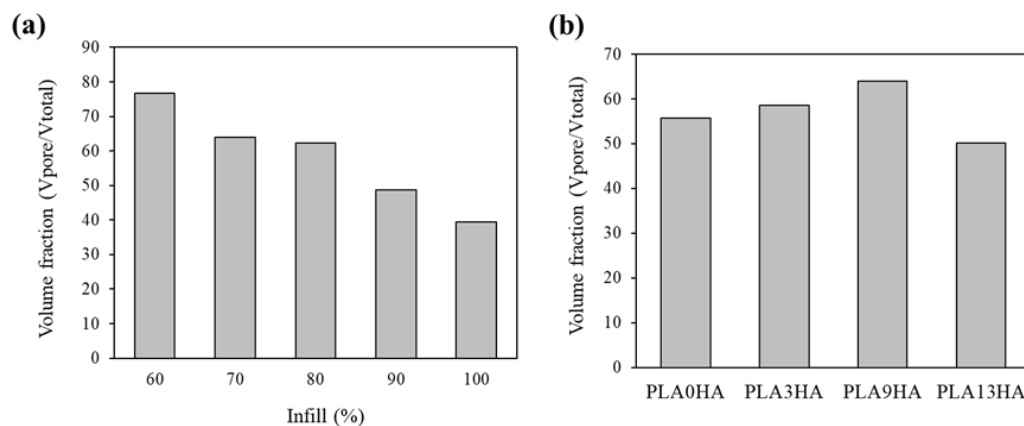 (a)
Volume fraction (Vpore/Vtotal)
90
80
70
60
50
40
30
20
10
0
60 70 80 90 100
Infill (%)
(b)
Volume fraction (Vpore/Vtotal)
70
60
50
40
30
20
10
0
PLA0HA PLA3HA PLA9HA PLA13HA